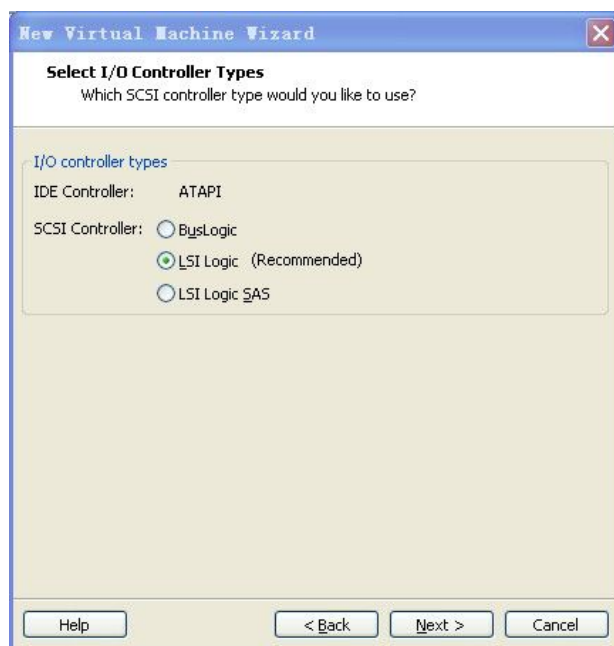 New Virtual Machine Wizard
Select I/O Controller Types
Which SCSI controller type would you like to use?
I/O controller types
IDE Controller: ATAPI
SCSI Controller: BusLogic
LSI Logic (Recommended)
LSI Logic SAS
Help < Back Next > Cancel